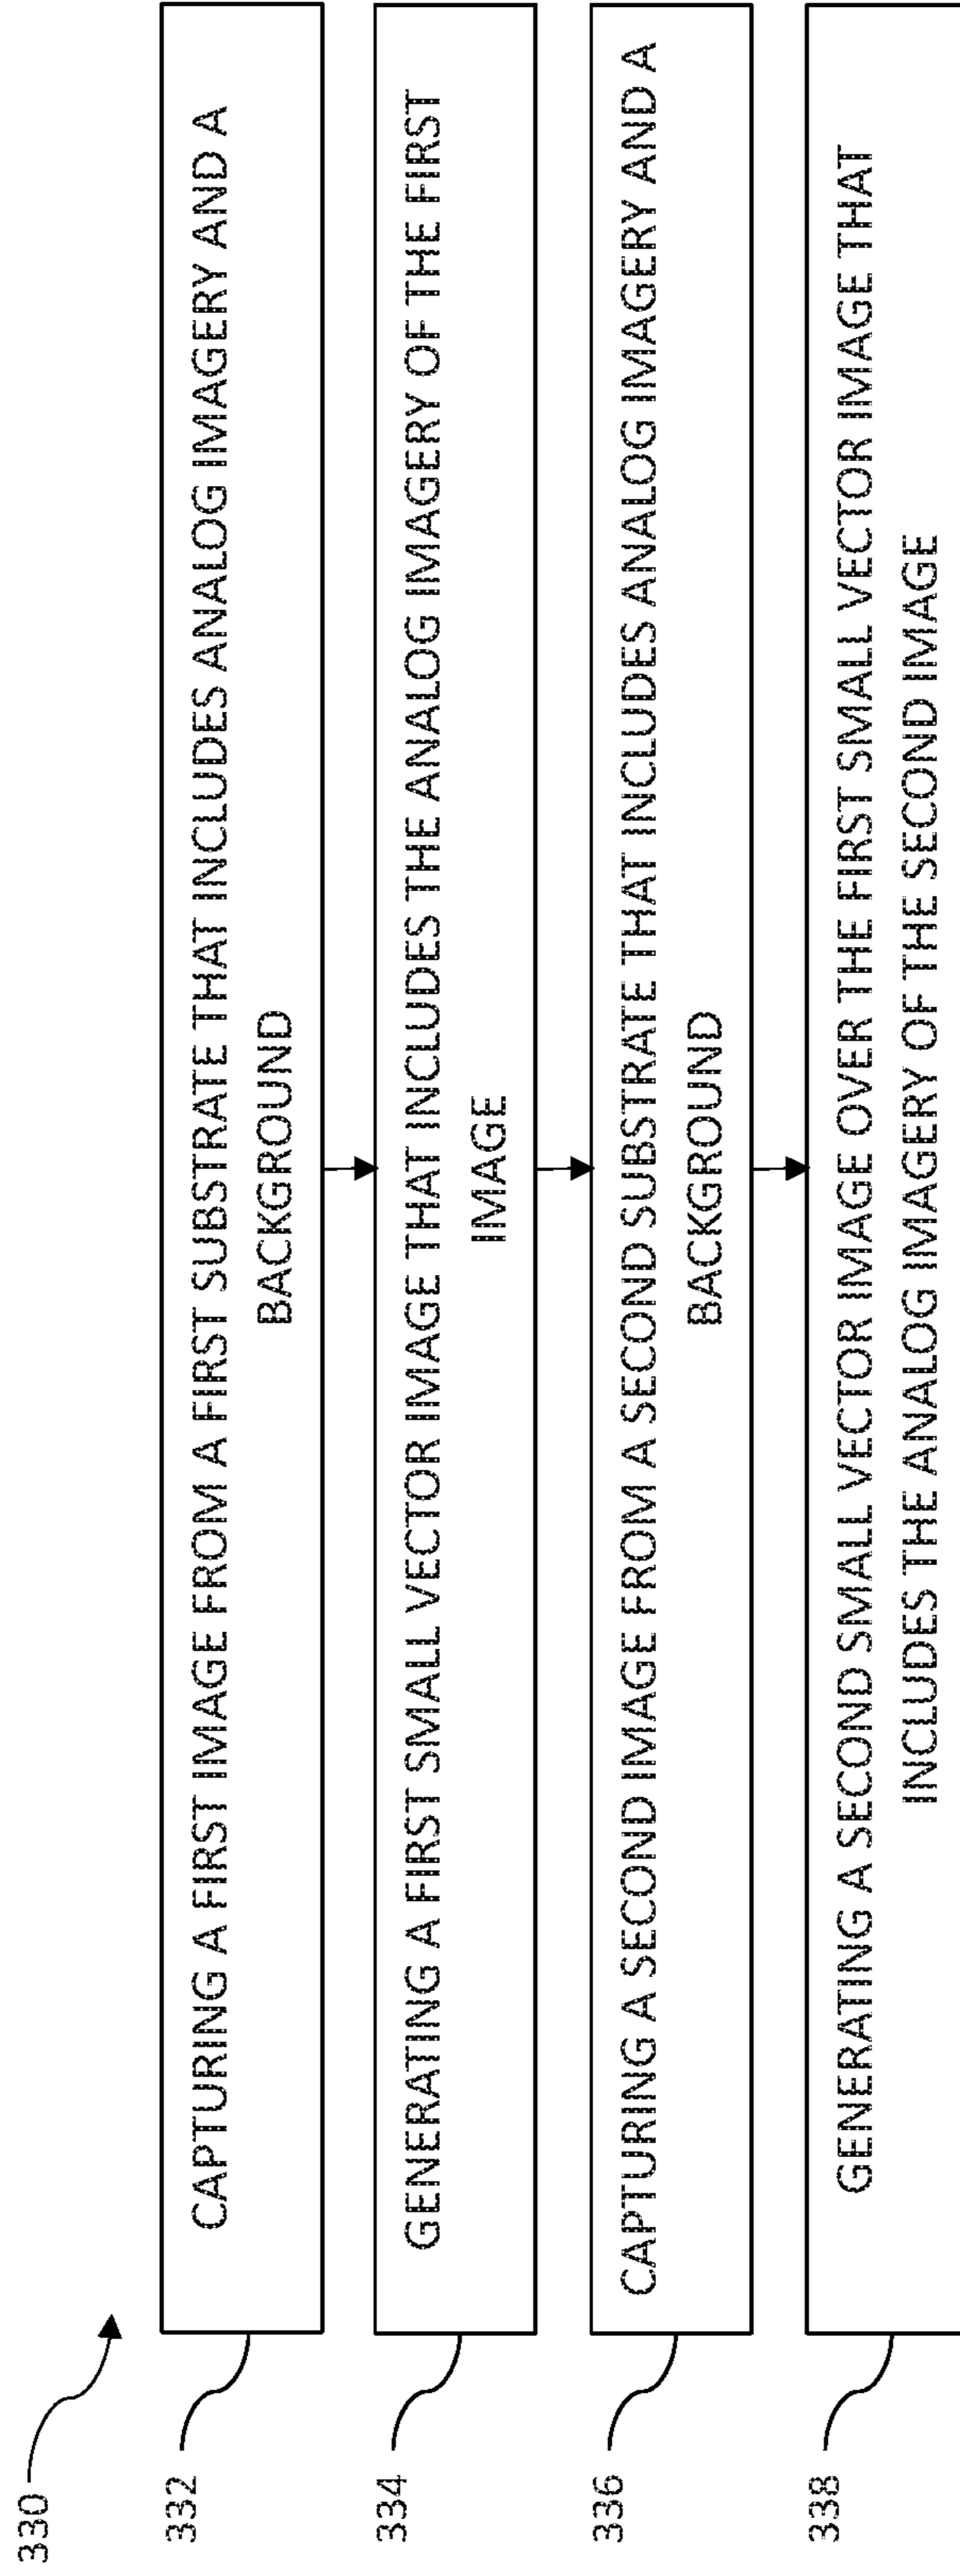 330
332
CAPTURING A FIRST IMAGE FROM A FIRST SUBSTRATE THAT INCLUDES ANALOG IMAGERY AND A
BACKGROUND
334
GENERATING A FIRST SMALL VECTOR IMAGE THAT INCLUDES THE ANALOG IMAGERY OF THE FIRST
IMAGE
336
CAPTURING A SECOND IMAGE FROM A SECOND SUBSTRATE THAT INCLUDES ANALOG IMAGERY AND A
BACKGROUND
338
GENERATING A SECOND SMALL VECTOR IMAGE OVER THE FIRST SMALL VECTOR IMAGE THAT
INCLUDES THE ANALOG IMAGERY OF THE SECOND IMAGE